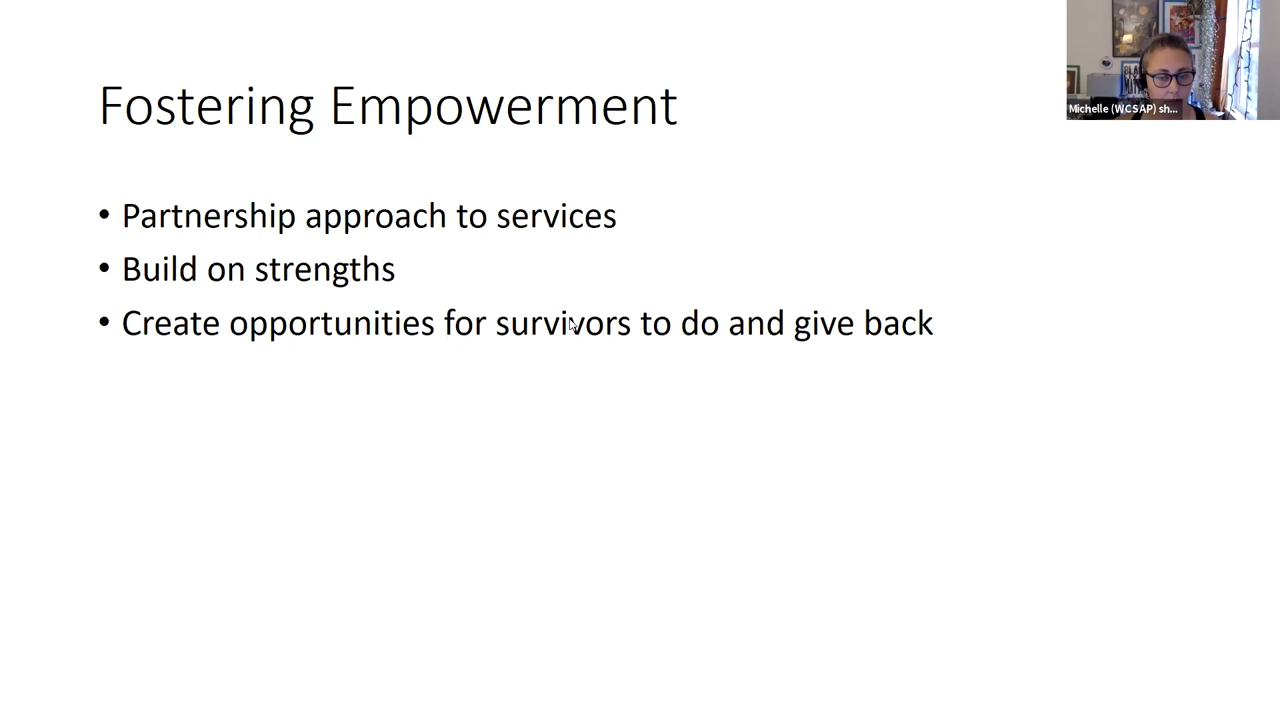 Fostering Empowerment
• Partnership approach to services
• Build on strengths
• Create opportunities for survivors to do and give back
Michelle (WCSAP) sh...